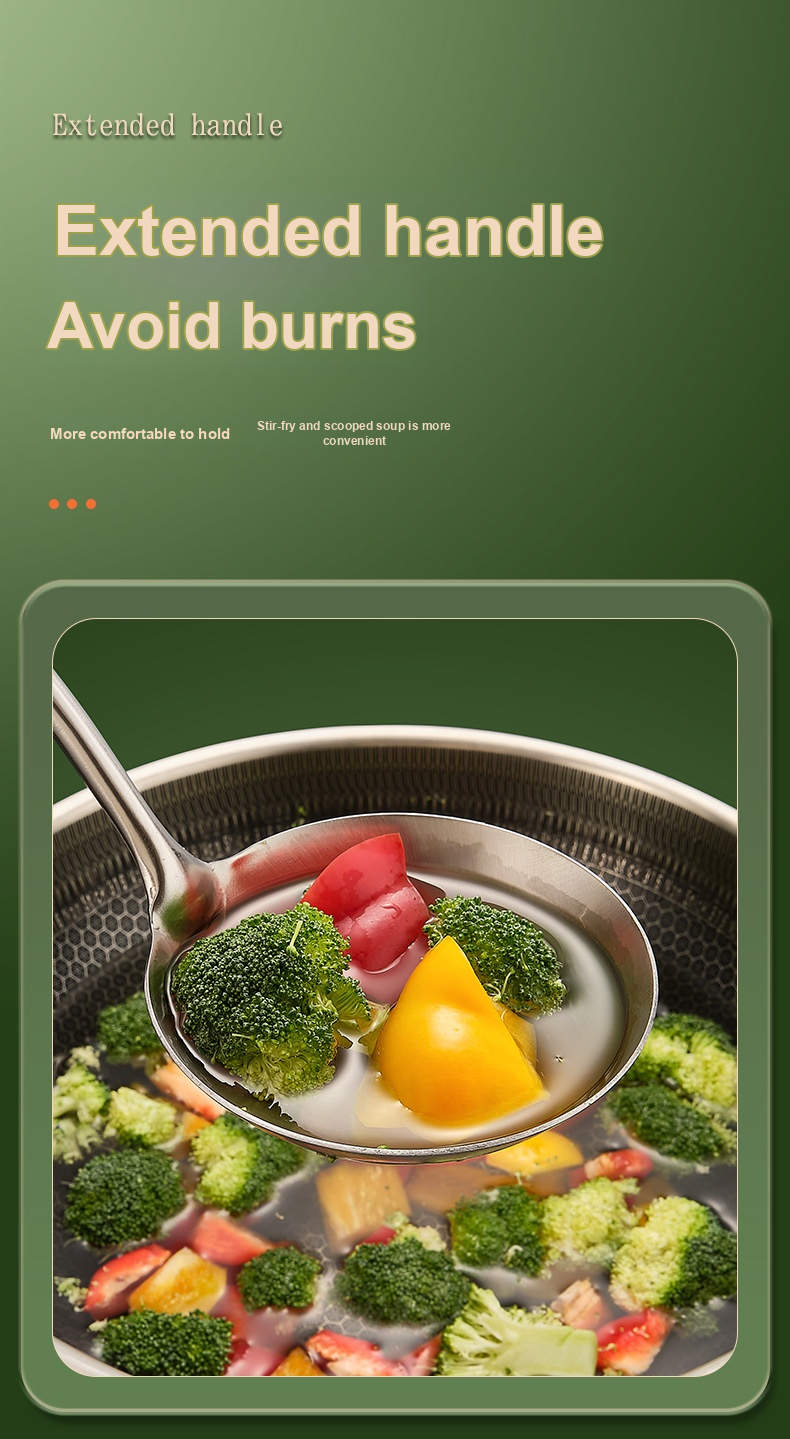 Extended handle
Extended handle
Avoid burns
More comfortable to hold
Stir-fry and scooped soup is more
convenient